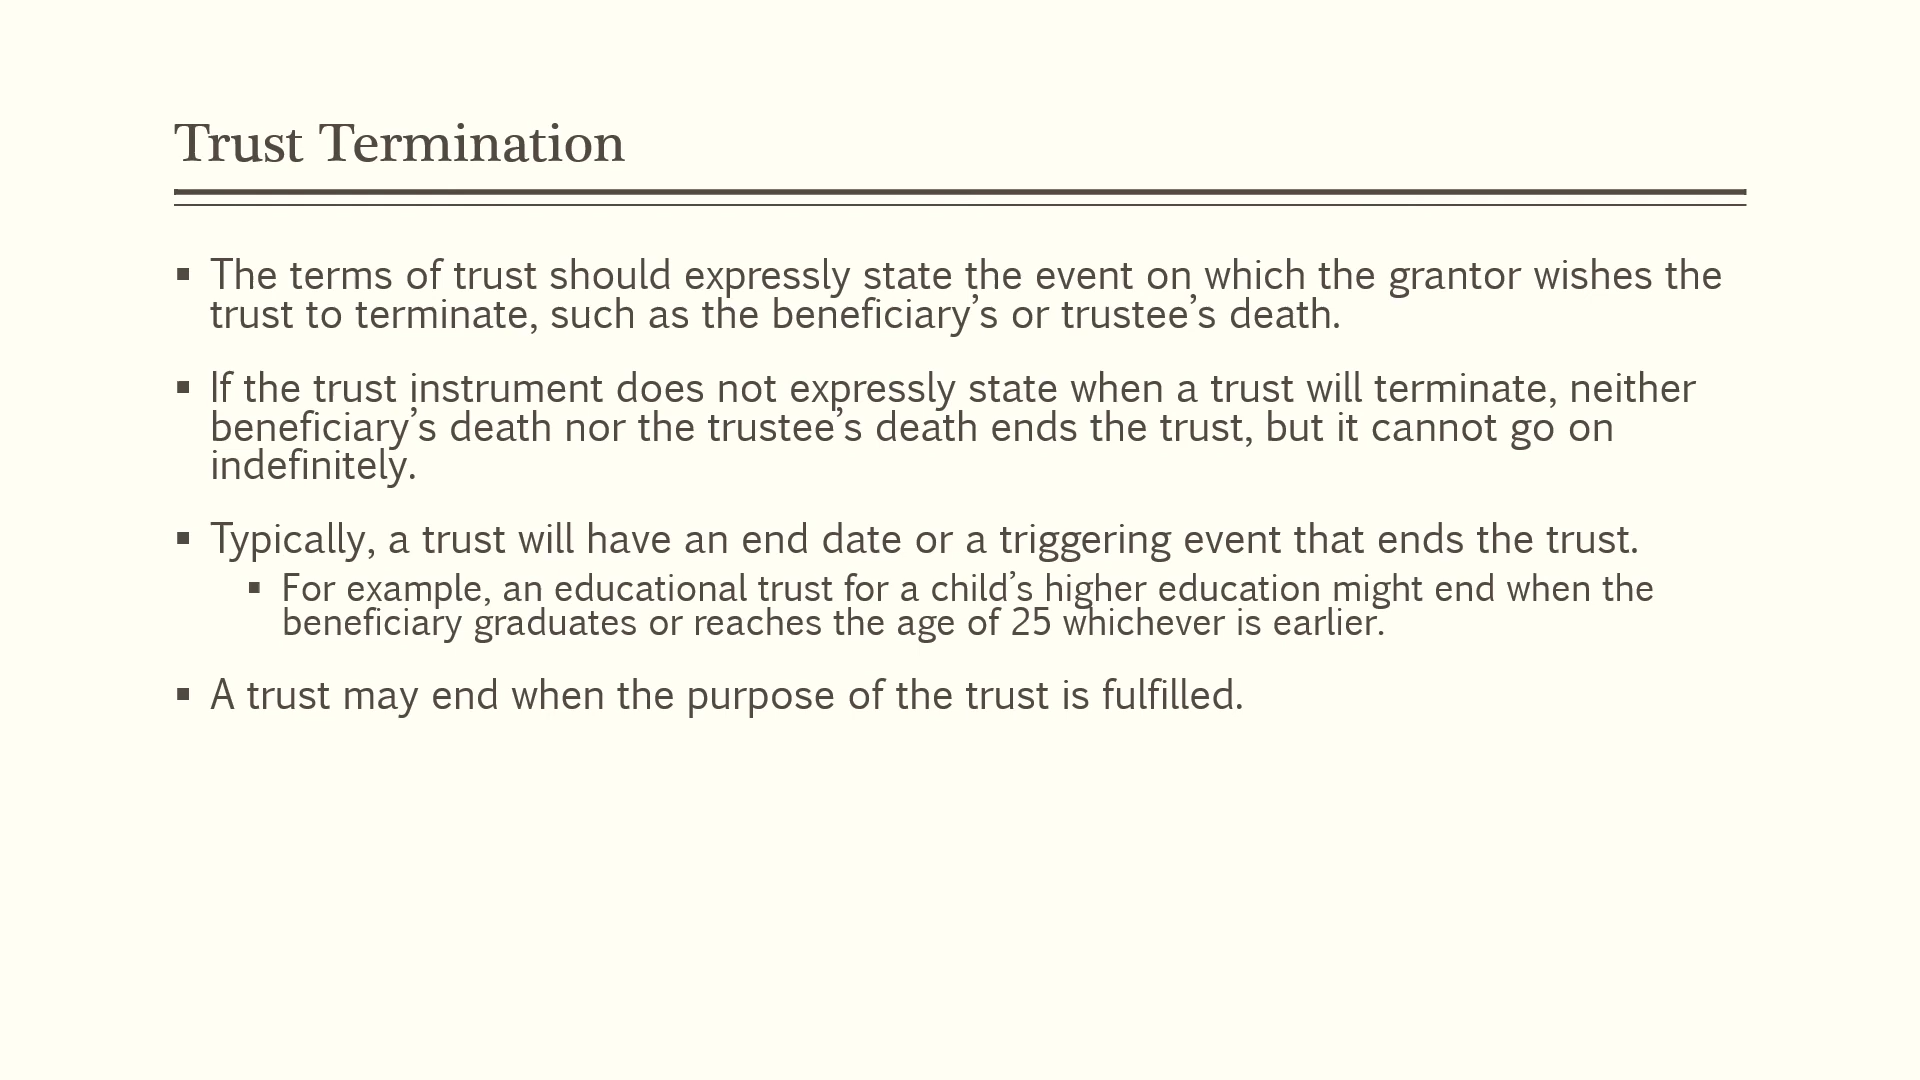 Trust Termination
▪ The terms of trust should expressly state the event on which the grantor wishes the
trust to terminate, such as the beneficiary’s or trustee’s death.
▪ If the trust instrument does not expressly state when a trust will terminate, neither
beneficiary’s death nor the trustee’s death ends the trust, but it cannot go on
indefinitely.
▪ Typically, a trust will have an end date or a triggering event that ends the trust.
▪ For example, an educational trust for a child’s higher education might end when the
beneficiary graduates or reaches the age of 25 whichever is earlier.
▪ A trust may end when the purpose of the trust is fulfilled.